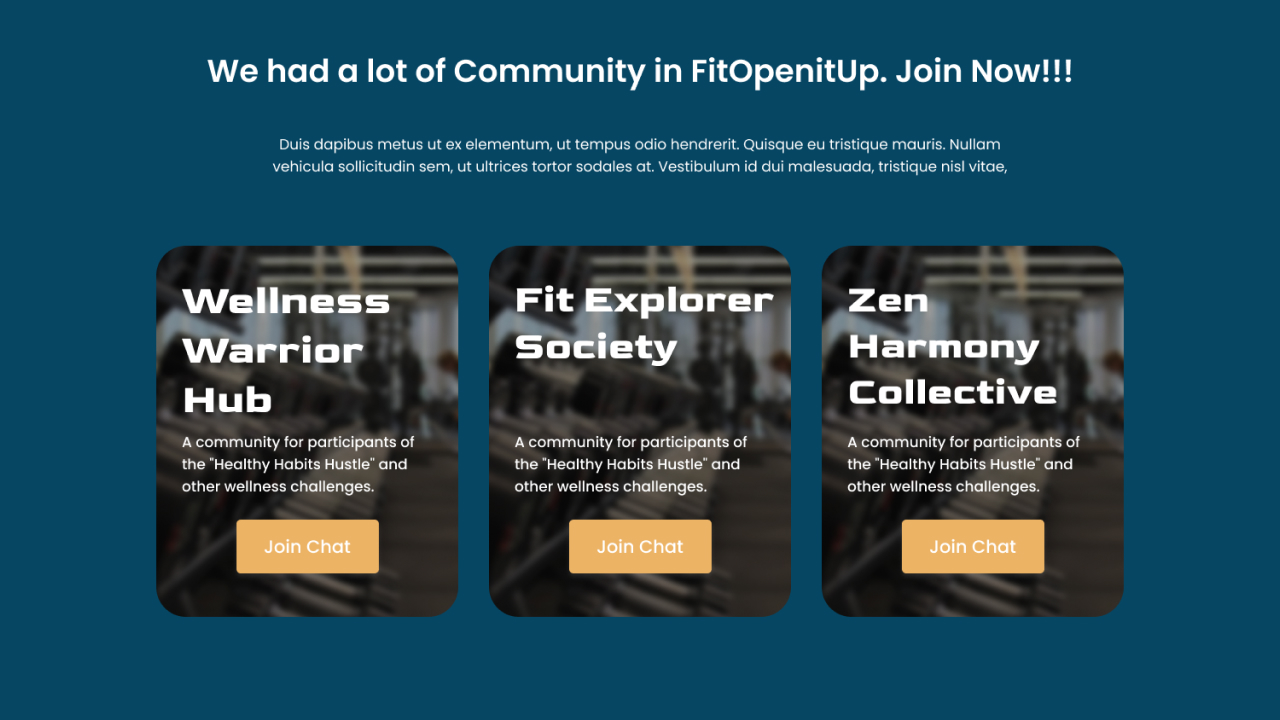 We had a lot of Community in FitOpenitUp. Join Now!!!
Duis dapibus metus ut ex elementum, ut tempus odio hendrerit. Quisque eu tristique mauris. Nullam
vehicula sollicitudin sem, ut ultrices tortor sodales at. Vestibulum id dui malesuada, tristique nisl vitae,
Wellness
Warrior
Hub
A community for participants of
the "Healthy Habits Hustle" and
other wellness challenges.
Join Chat
Fit Explorer
Society
A community for participants of
the "Healthy Habits Hustle" and
other wellness challenges.
Join Chat
Zen
Harmony
Collective
A community for participants of
the "Healthy Habits Hustle" and
other wellness challenges.
Join Chat